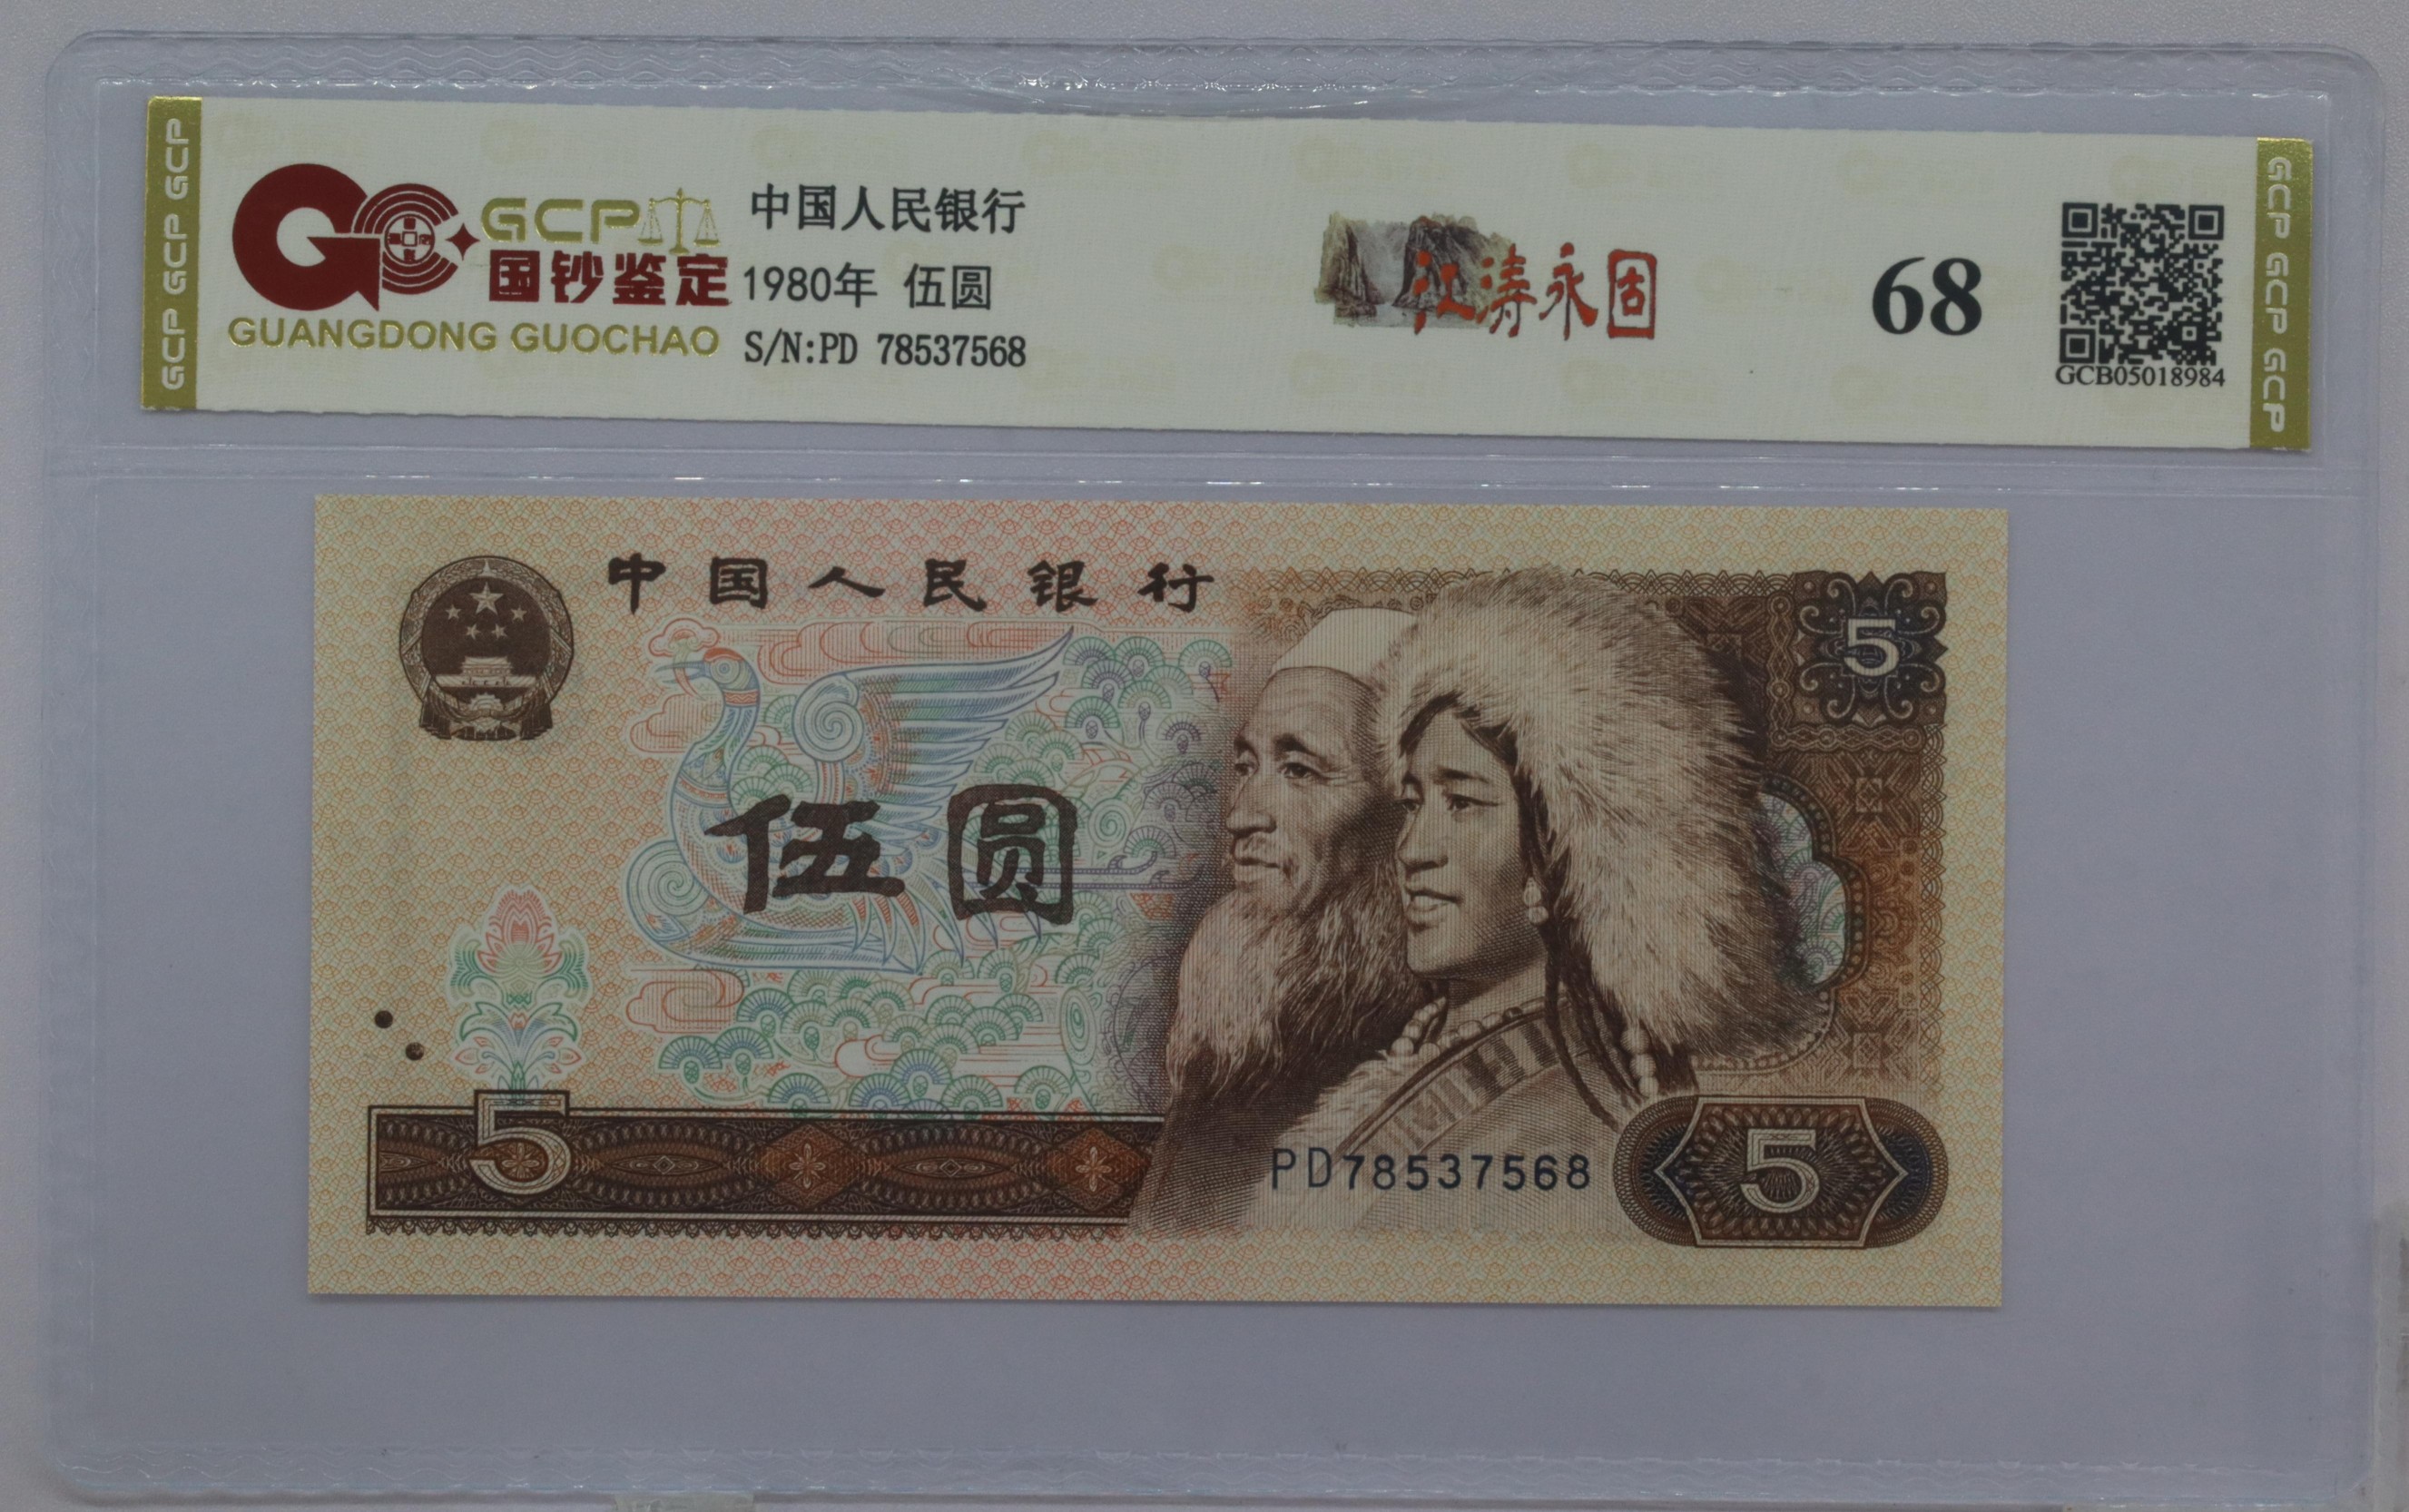 GCP GCP GCP
GCP
国钞鉴定
GUANGDONG GUOCHAO
中国人民银行
1980年 伍圆
S/N:PD 78537568
江涛永固
68
GCB05018984
GCP GCP GCP
中国人民银行
5
伍圆
5
PD78537568
5